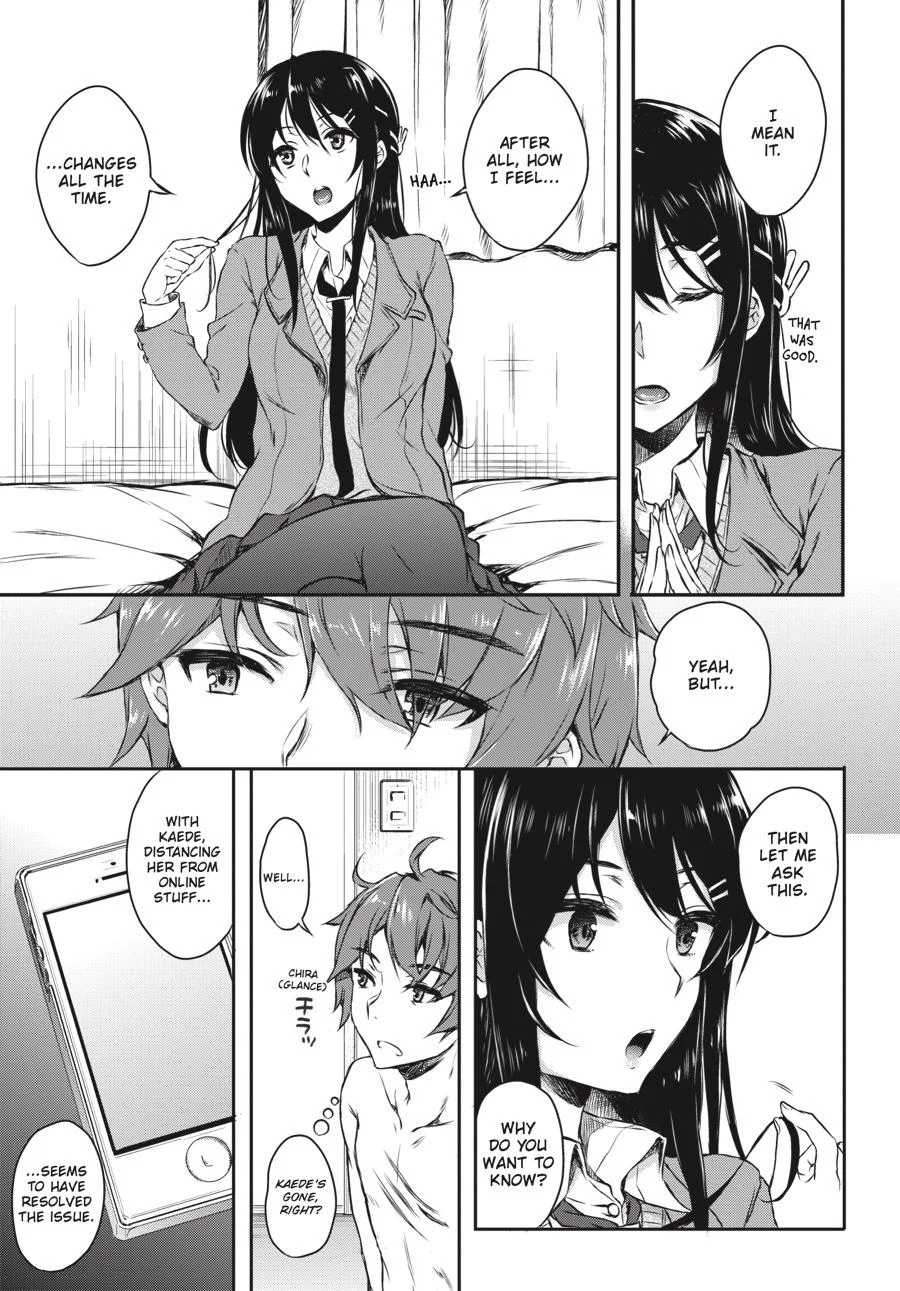 I
MEAN
IT.
THAT
WAS
GOOD.
AFTER
ALL, HOW
I FEEL...
HAA...
...CHANGES
ALL THE
TIME.
YEAH,
BUT...
THEN
LET ME
ASK
THIS.
WHY
DO YOU
WANT TO
KNOW?
WELL...
CHIRA
(GLANCE)
チラッ
KAEDE'S
GONE,
RIGHT?
WITH
KAEDE,
DISTANCING
HER FROM
ONLINE
STUFF...
...SEEMS
TO HAVE
RESOLVED
THE ISSUE.